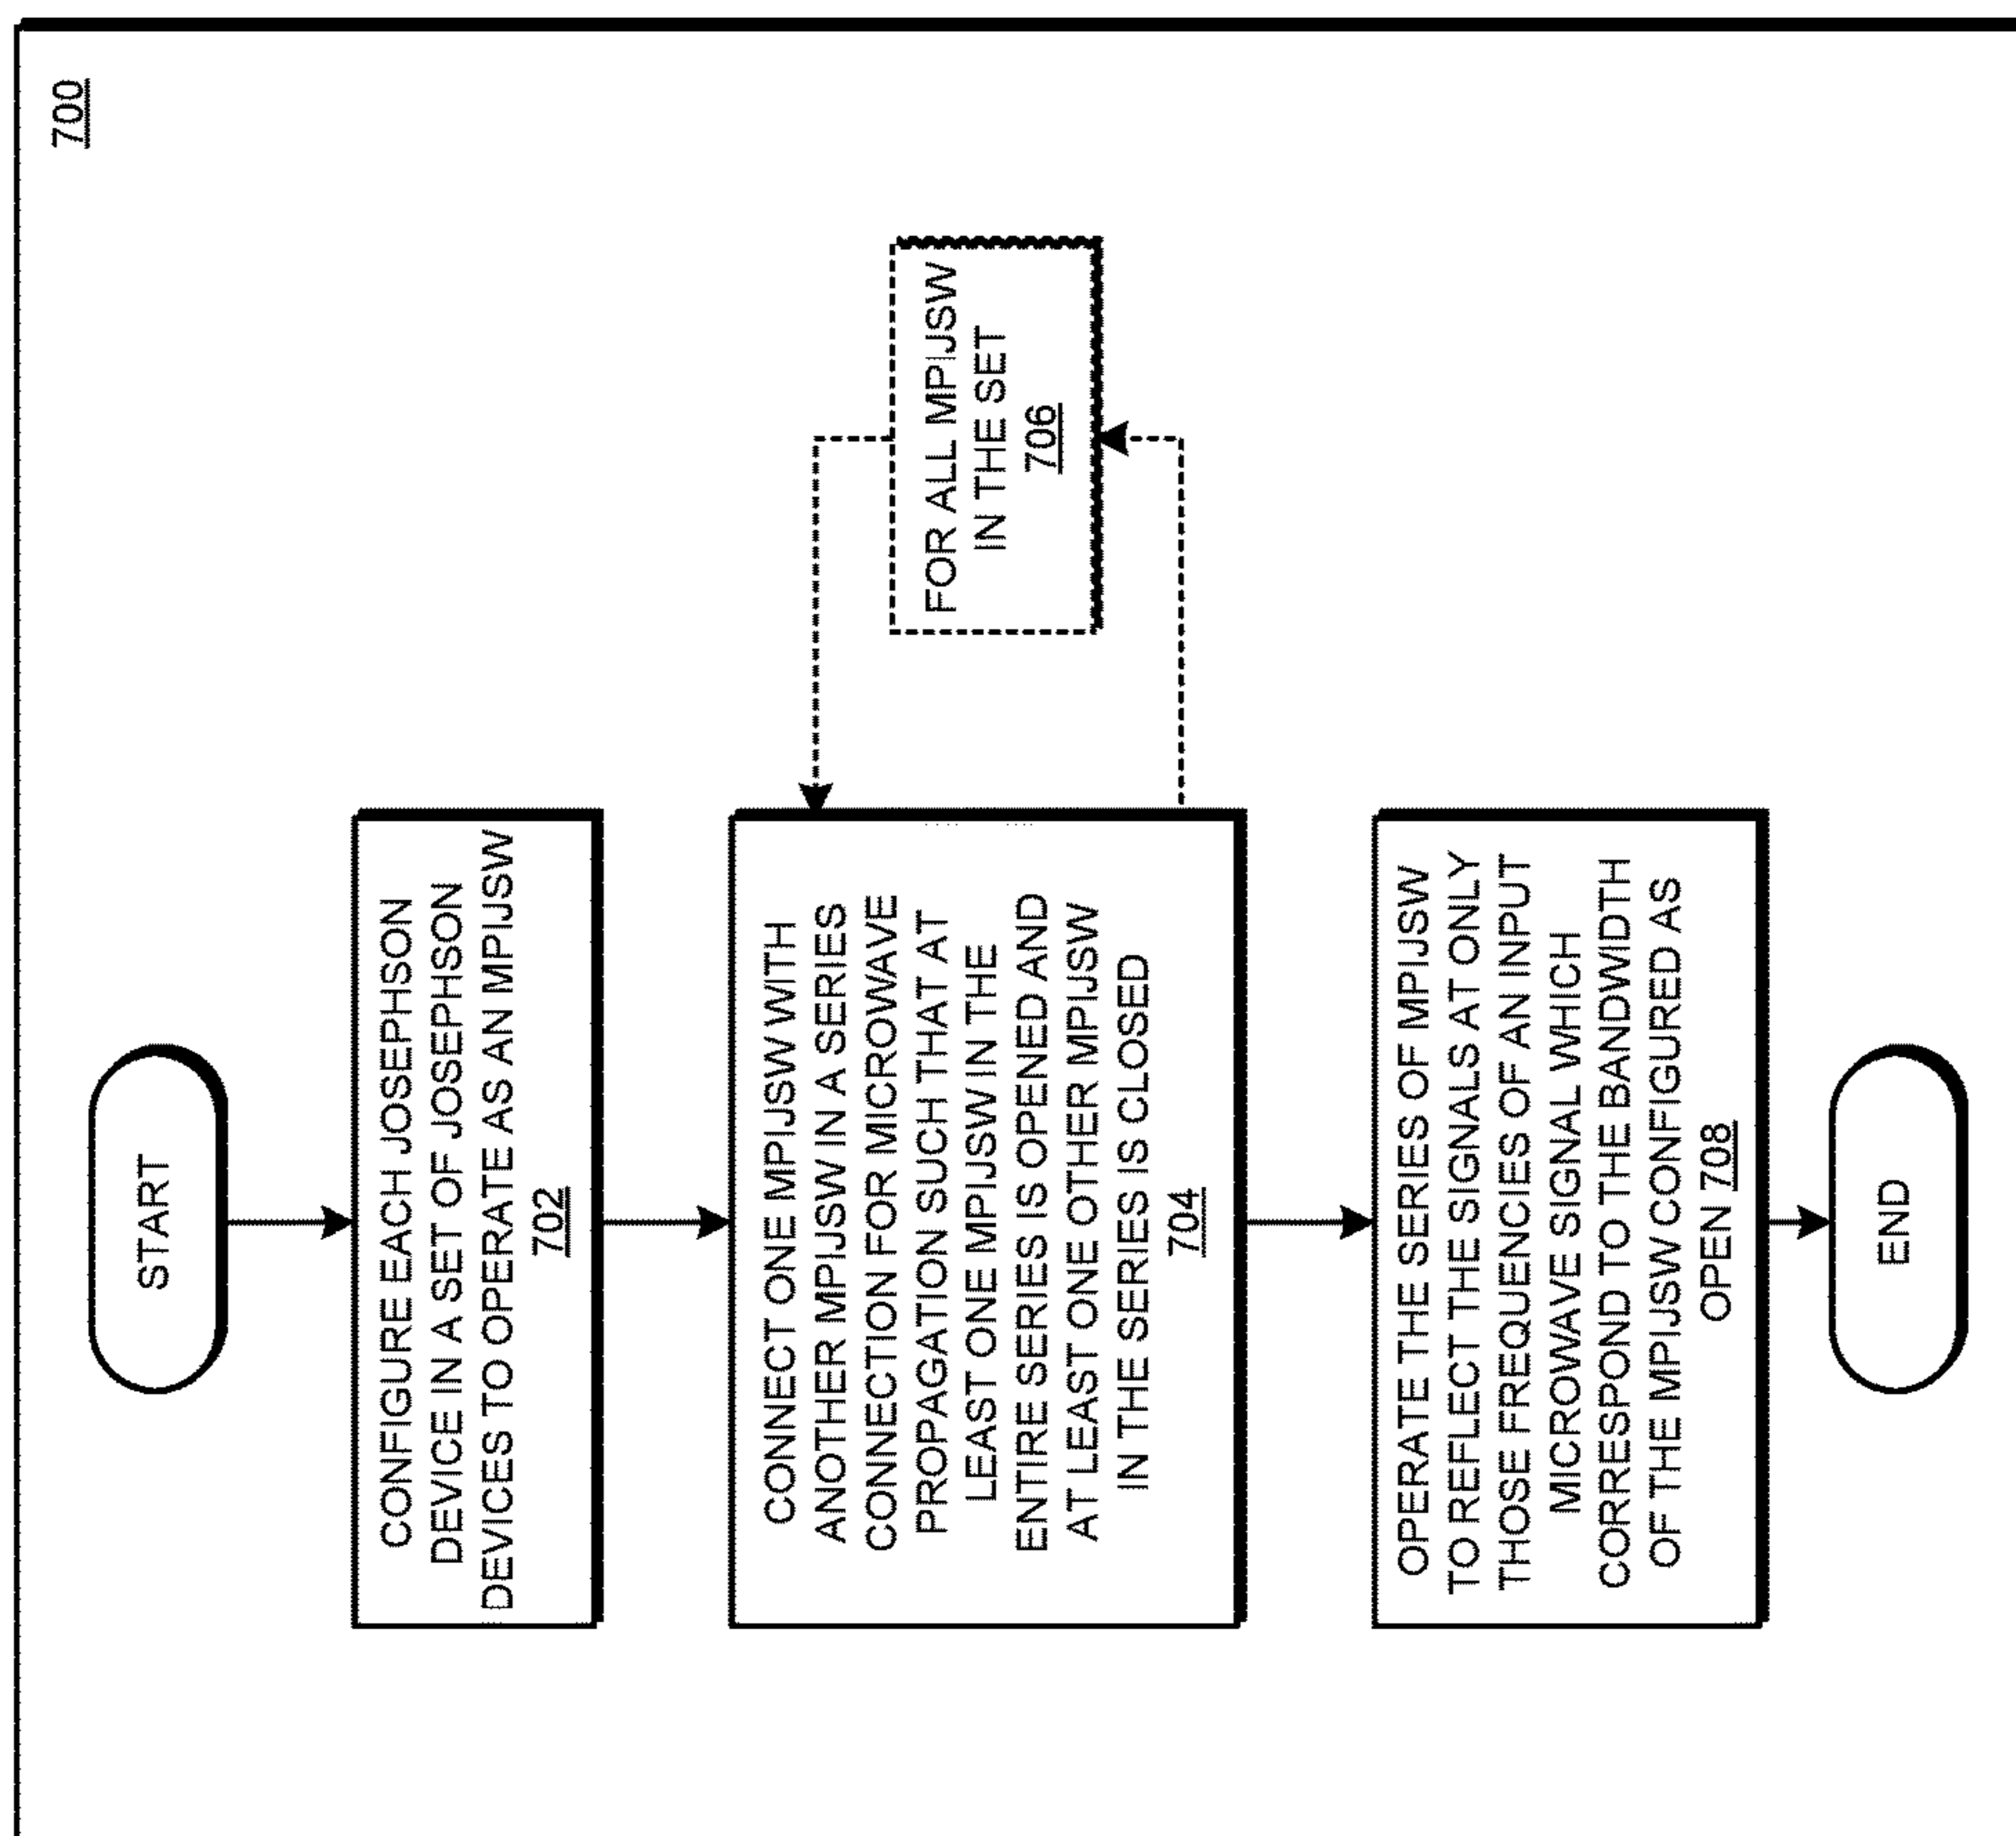 700
START
CONFIGURE EACH JOSEPHSON
DEVICE IN A SET OF JOSEPHSON
DEVICES TO OPERATE AS AN MPIJSW
702
CONNECT ONE MPIJSW WITH
ANOTHER MPIJSW IN A SERIES
CONNECTION FOR MICROWAVE
PROPAGATION SUCH THAT AT
LEAST ONE MPIJSW IN THE
ENTIRE SERIES IS OPENED AND
AT LEAST ONE OTHER MPIJSW
IN THE SERIES IS CLOSED
704
FOR ALL MPIJSW
IN THE SET
706
OPERATE THE SERIES OF MPIJSW
TO REFLECT THE SIGNALS AT ONLY
THOSE FREQUENCIES OF AN INPUT
MICROWAVE SIGNAL WHICH
CORRESPOND TO THE BANDWIDTH
OF THE MPIJSW CONFIGURED AS
OPEN 708
END